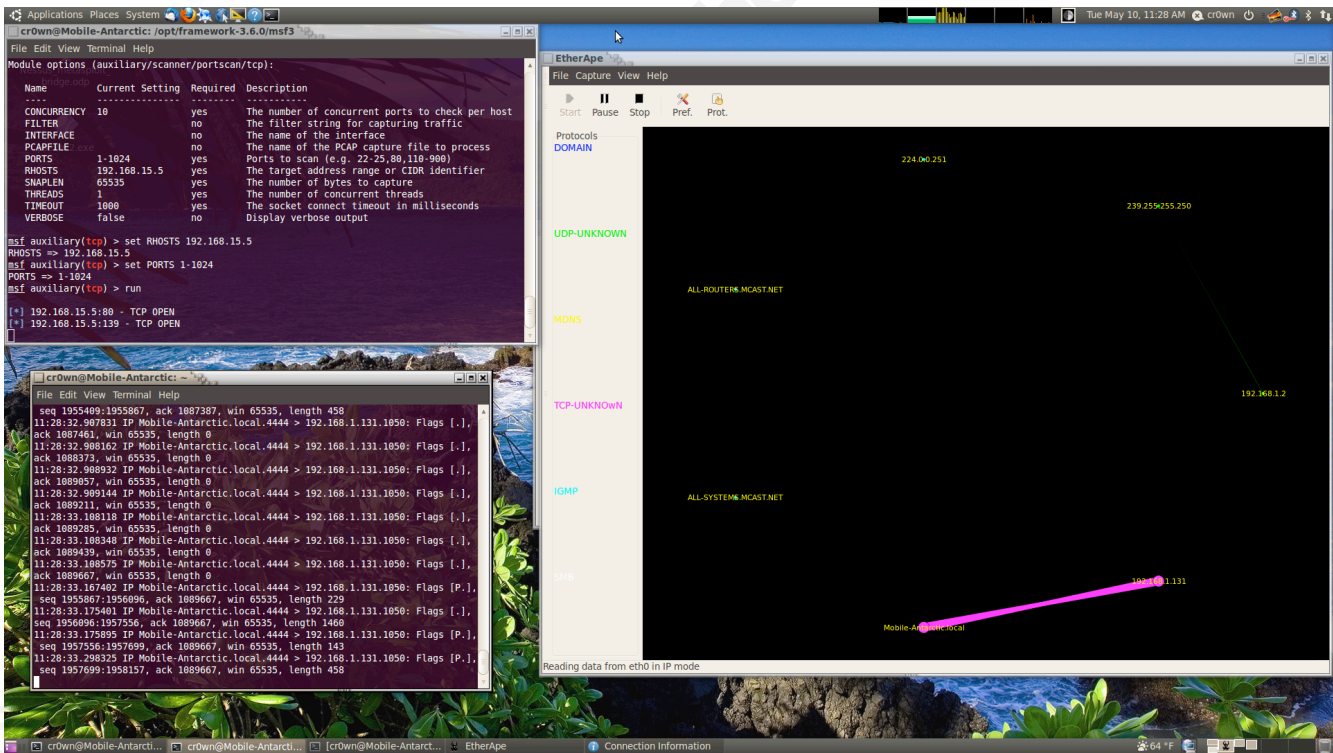 Applications Places System
Tue May 10, 11:28 AM cr0wn
cr0wn@Mobile-Antarctic: /opt/framework-3.6.0/msf3
File Edit View Terminal Help
Module options (auxiliary/scanner/portscan/tcp):
Name Current Setting Required Description
---- --------------- -------- -----------
CONCURRENCY 10 yes The number of concurrent ports to check per host
FILTER no The filter string for capturing traffic
INTERFACE no The name of the interface
PCAPFILE no The name of the PCAP capture file to process
PORTS 1-1024 yes Ports to scan (e.g. 22-25,80,110-900)
RHOSTS 192.168.15.5 yes The target address range or CIDR identifier
SNAPLEN 65535 yes The number of bytes to capture
THREADS 1 yes The number of concurrent threads
TIMEOUT 1000 yes The socket connect timeout in milliseconds
VERBOSE false no Display verbose output
msf auxiliary(tcp) > set RHOSTS 192.168.15.5
RHOSTS => 192.168.15.5
msf auxiliary(tcp) > set PORTS 1-1024
PORTS => 1-1024
msf auxiliary(tcp) > run
[*] 192.168.15.5:80 - TCP OPEN
[*] 192.168.15.5:139 - TCP OPEN
cr0wn@Mobile-Antarctic: ~
File Edit View Terminal Help
seq 1955409:1955867, ack 1087387, win 65535, length 458
11:28:32.907831 IP Mobile-Antarctic.local.4444 > 192.168.1.131.1050: Flags [.],
ack 1087461, win 65535, length 0
11:28:32.908162 IP Mobile-Antarctic.local.4444 > 192.168.1.131.1050: Flags [.],
ack 1088373, win 65535, length 0
11:28:32.908932 IP Mobile-Antarctic.local.4444 > 192.168.1.131.1050: Flags [.],
ack 1089057, win 65535, length 0
11:28:32.909144 IP Mobile-Antarctic.local.4444 > 192.168.1.131.1050: Flags [.],
ack 1089211, win 65535, length 0
11:28:33.108118 IP Mobile-Antarctic.local.4444 > 192.168.1.131.1050: Flags [.],
ack 1089285, win 65535, length 0
11:28:33.108348 IP Mobile-Antarctic.local.4444 > 192.168.1.131.1050: Flags [.],
ack 1089439, win 65535, length 0
11:28:33.108575 IP Mobile-Antarctic.local.4444 > 192.168.1.131.1050: Flags [.],
ack 1089667, win 65535, length 0
11:28:33.167402 IP Mobile-Antarctic.local.4444 > 192.168.1.131.1050: Flags [P.],
seq 1955867:1956096, ack 1089667, win 65535, length 229
11:28:33.175401 IP Mobile-Antarctic.local.4444 > 192.168.1.131.1050: Flags [.],
seq 1956096:1957556, ack 1089667, win 65535, length 1460
11:28:33.175895 IP Mobile-Antarctic.local.4444 > 192.168.1.131.1050: Flags [P.],
seq 1957556:1957699, ack 1089667, win 65535, length 143
11:28:33.298325 IP Mobile-Antarctic.local.4444 > 192.168.1.131.1050: Flags [P.],
seq 1957699:1958157, ack 1089667, win 65535, length 458
EtherApe
File Capture View Help
Start Pause Stop Pref. Prot.
Protocols
DOMAIN
UDP-UNKNOWN
MDNS
TCP-UNKNOwN
IGMP
SMB
224.0.0.251
239.255.255.250
ALL-ROUTERS.MCAST.NET
192.168.1.2
ALL-SYSTEMS.MCAST.NET
192.168.1.131
Mobile-Antarctic.local
Reading data from eth0 in IP mode
cr0wn@Mobile-Antarcti... cr0wn@Mobile-Antarcti... [cr0wn@Mobile-Antarct... EtherApe Connection Information 64 °F